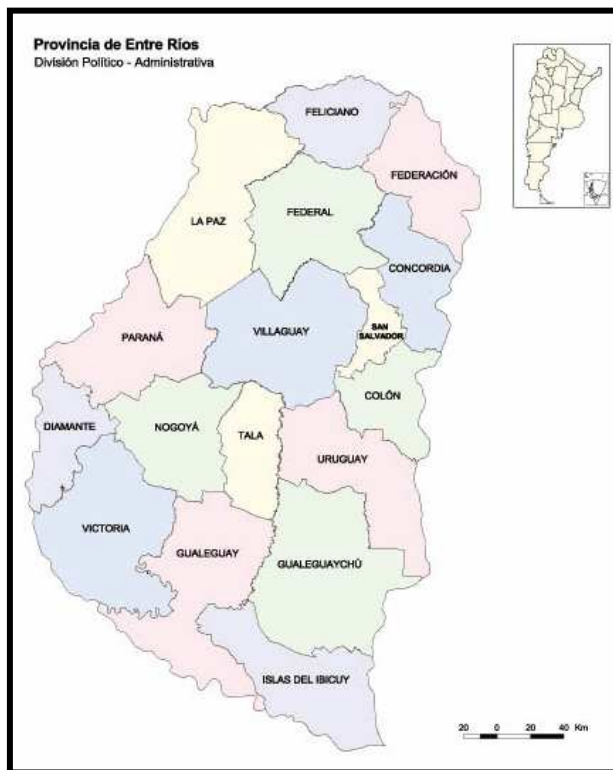 Provincia de Entre Ríos
División Político - Administrativa
FELICIANO
FEDERACIÓN
LA PAZ
FEDERAL
CONCORDIA
PARANÁ
VILLAGUAY
SAN
SALVADOR
COLÓN
DIAMANTE
NOGOYÁ
TALA
URUGUAY
VICTORIA
GUALEGUAY
GUALEGUAYCHÚ
ISLAS DEL IBICUY
20 0 20 40 Km